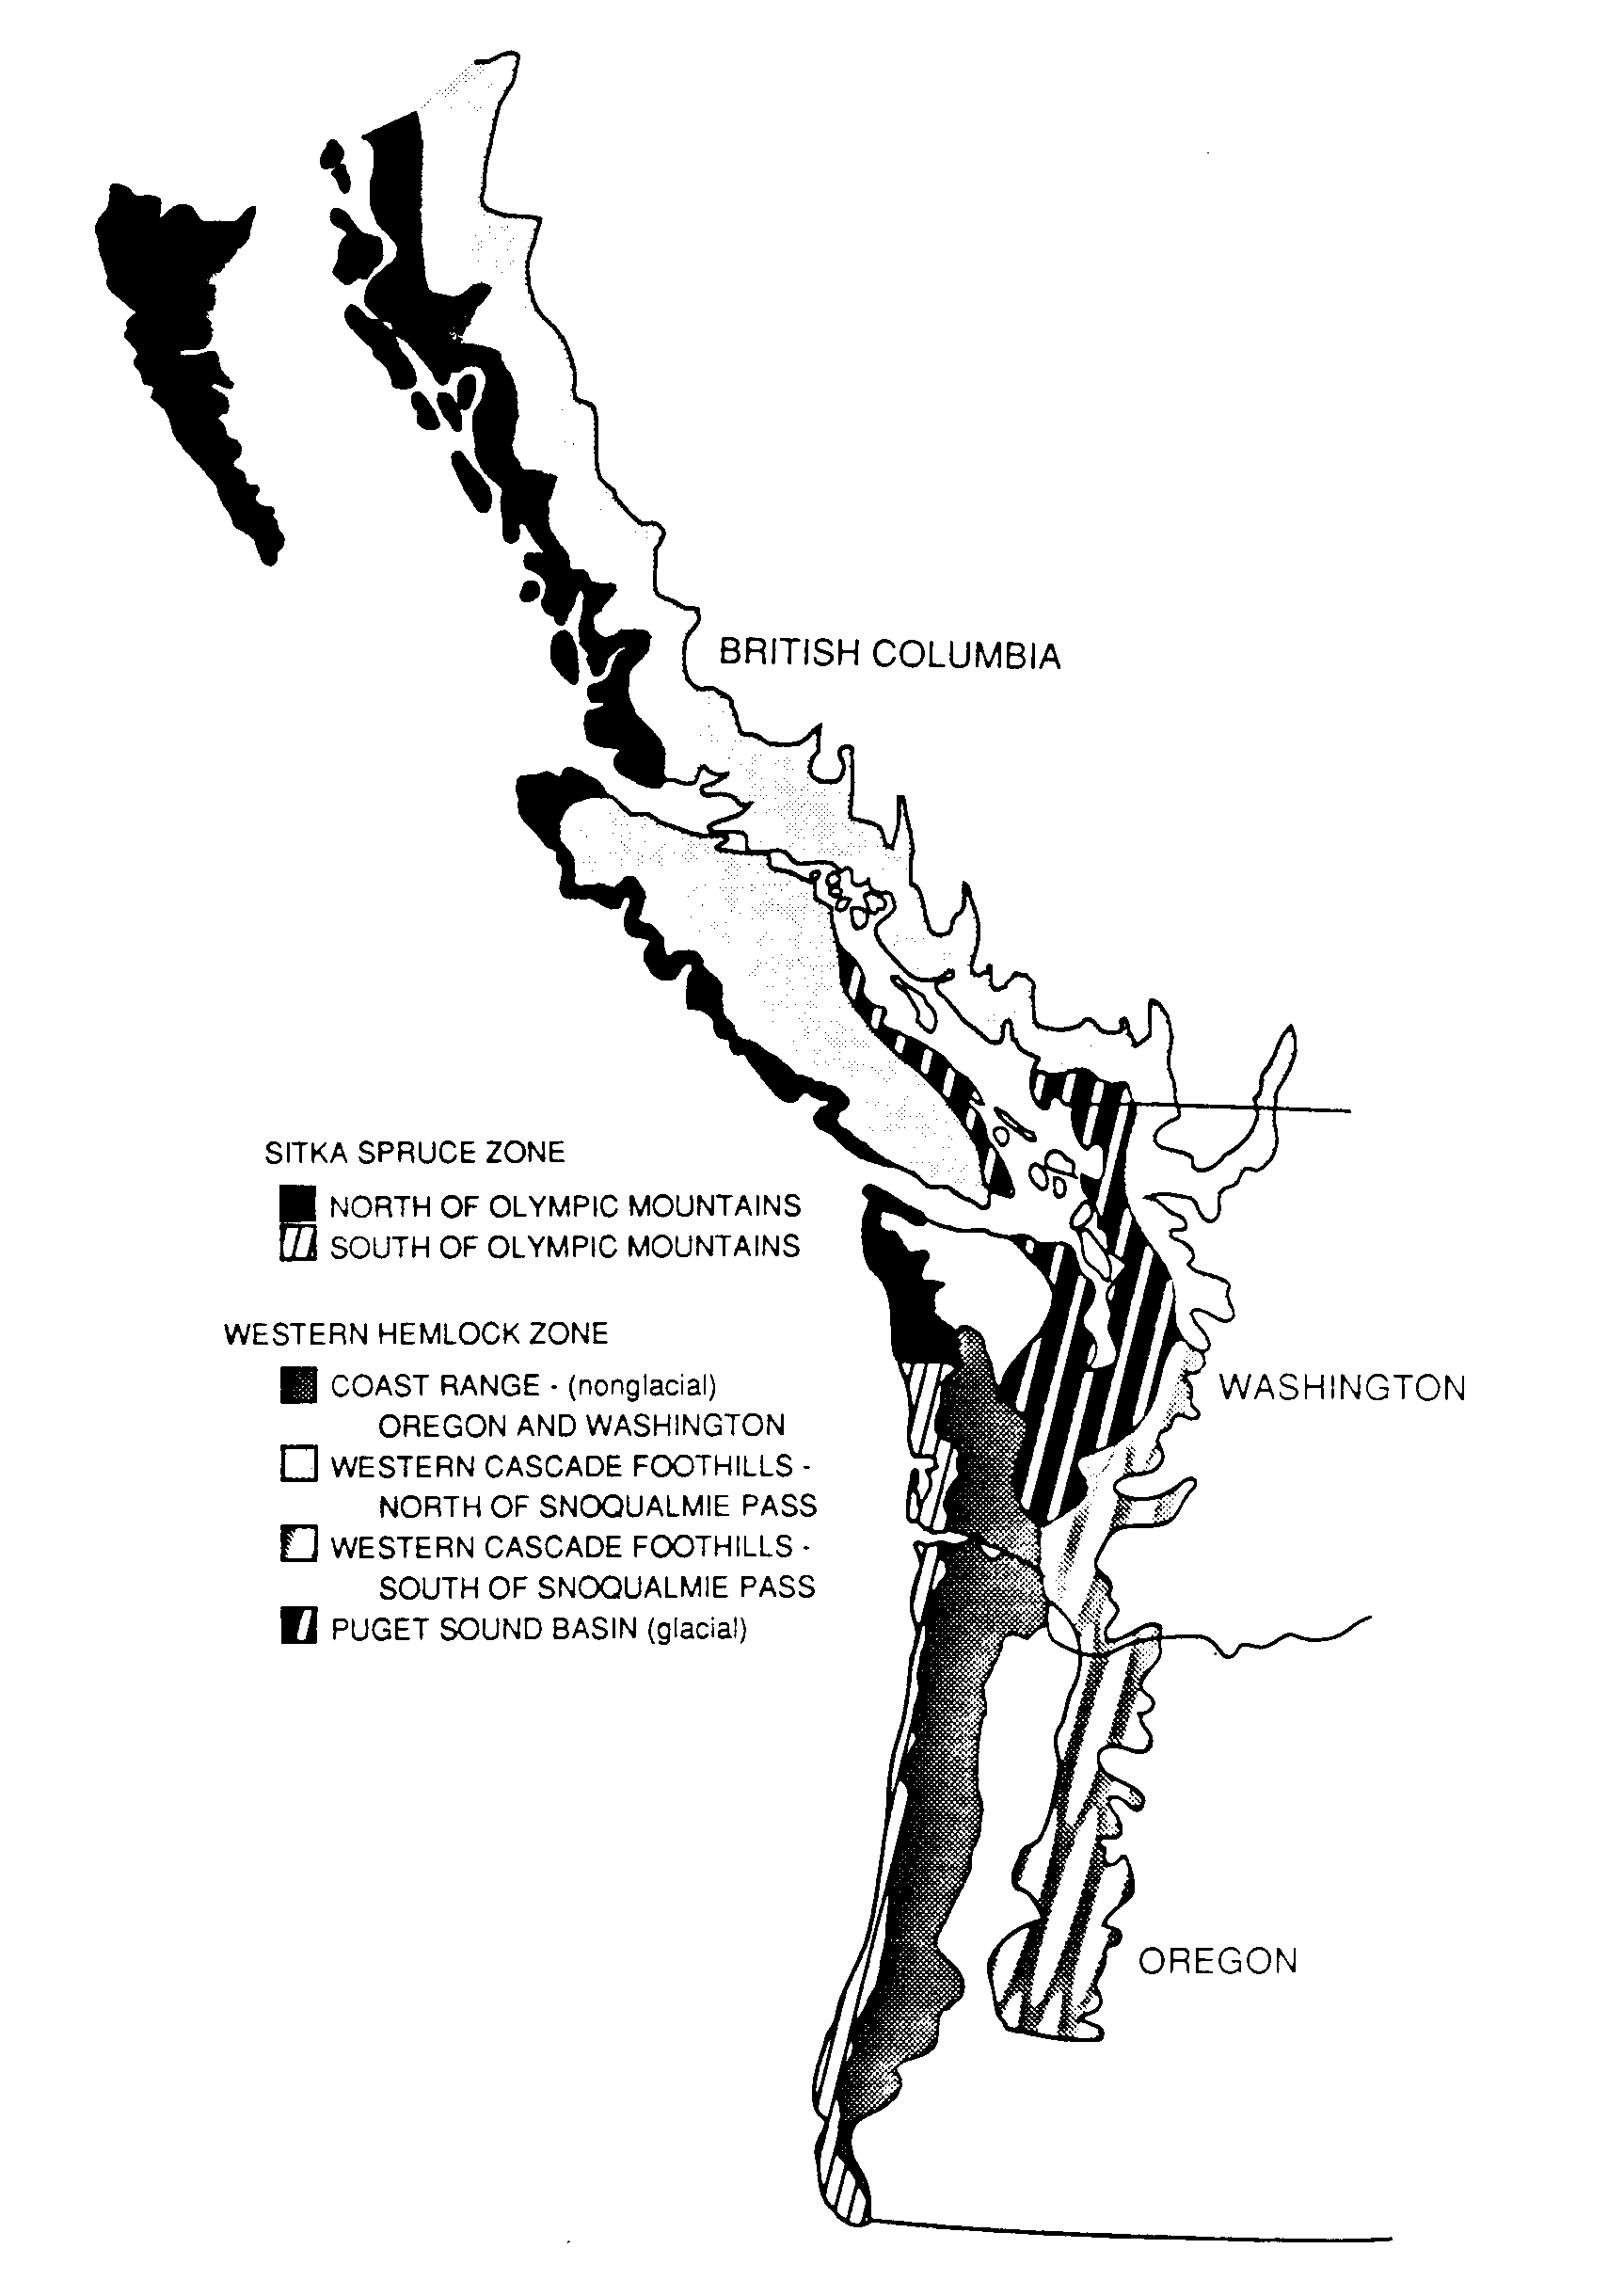 BRITISH COLUMBIA
SITKA SPRUCE ZONE
NORTH OF OLYMPIC MOUNTAINS
SOUTH OF OLYMPIC MOUNTAINS
WESTERN HEMLOCK ZONE
COAST RANGE - (nonglacial)
OREGON AND WASHINGTON
WESTERN CASCADE FOOTHILLS -
NORTH OF SNOQUALMIE PASS
WESTERN CASCADE FOOTHILLS -
SOUTH OF SNOQUALMIE PASS
PUGET SOUND BASIN (glacial)
WASHINGTON
OREGON